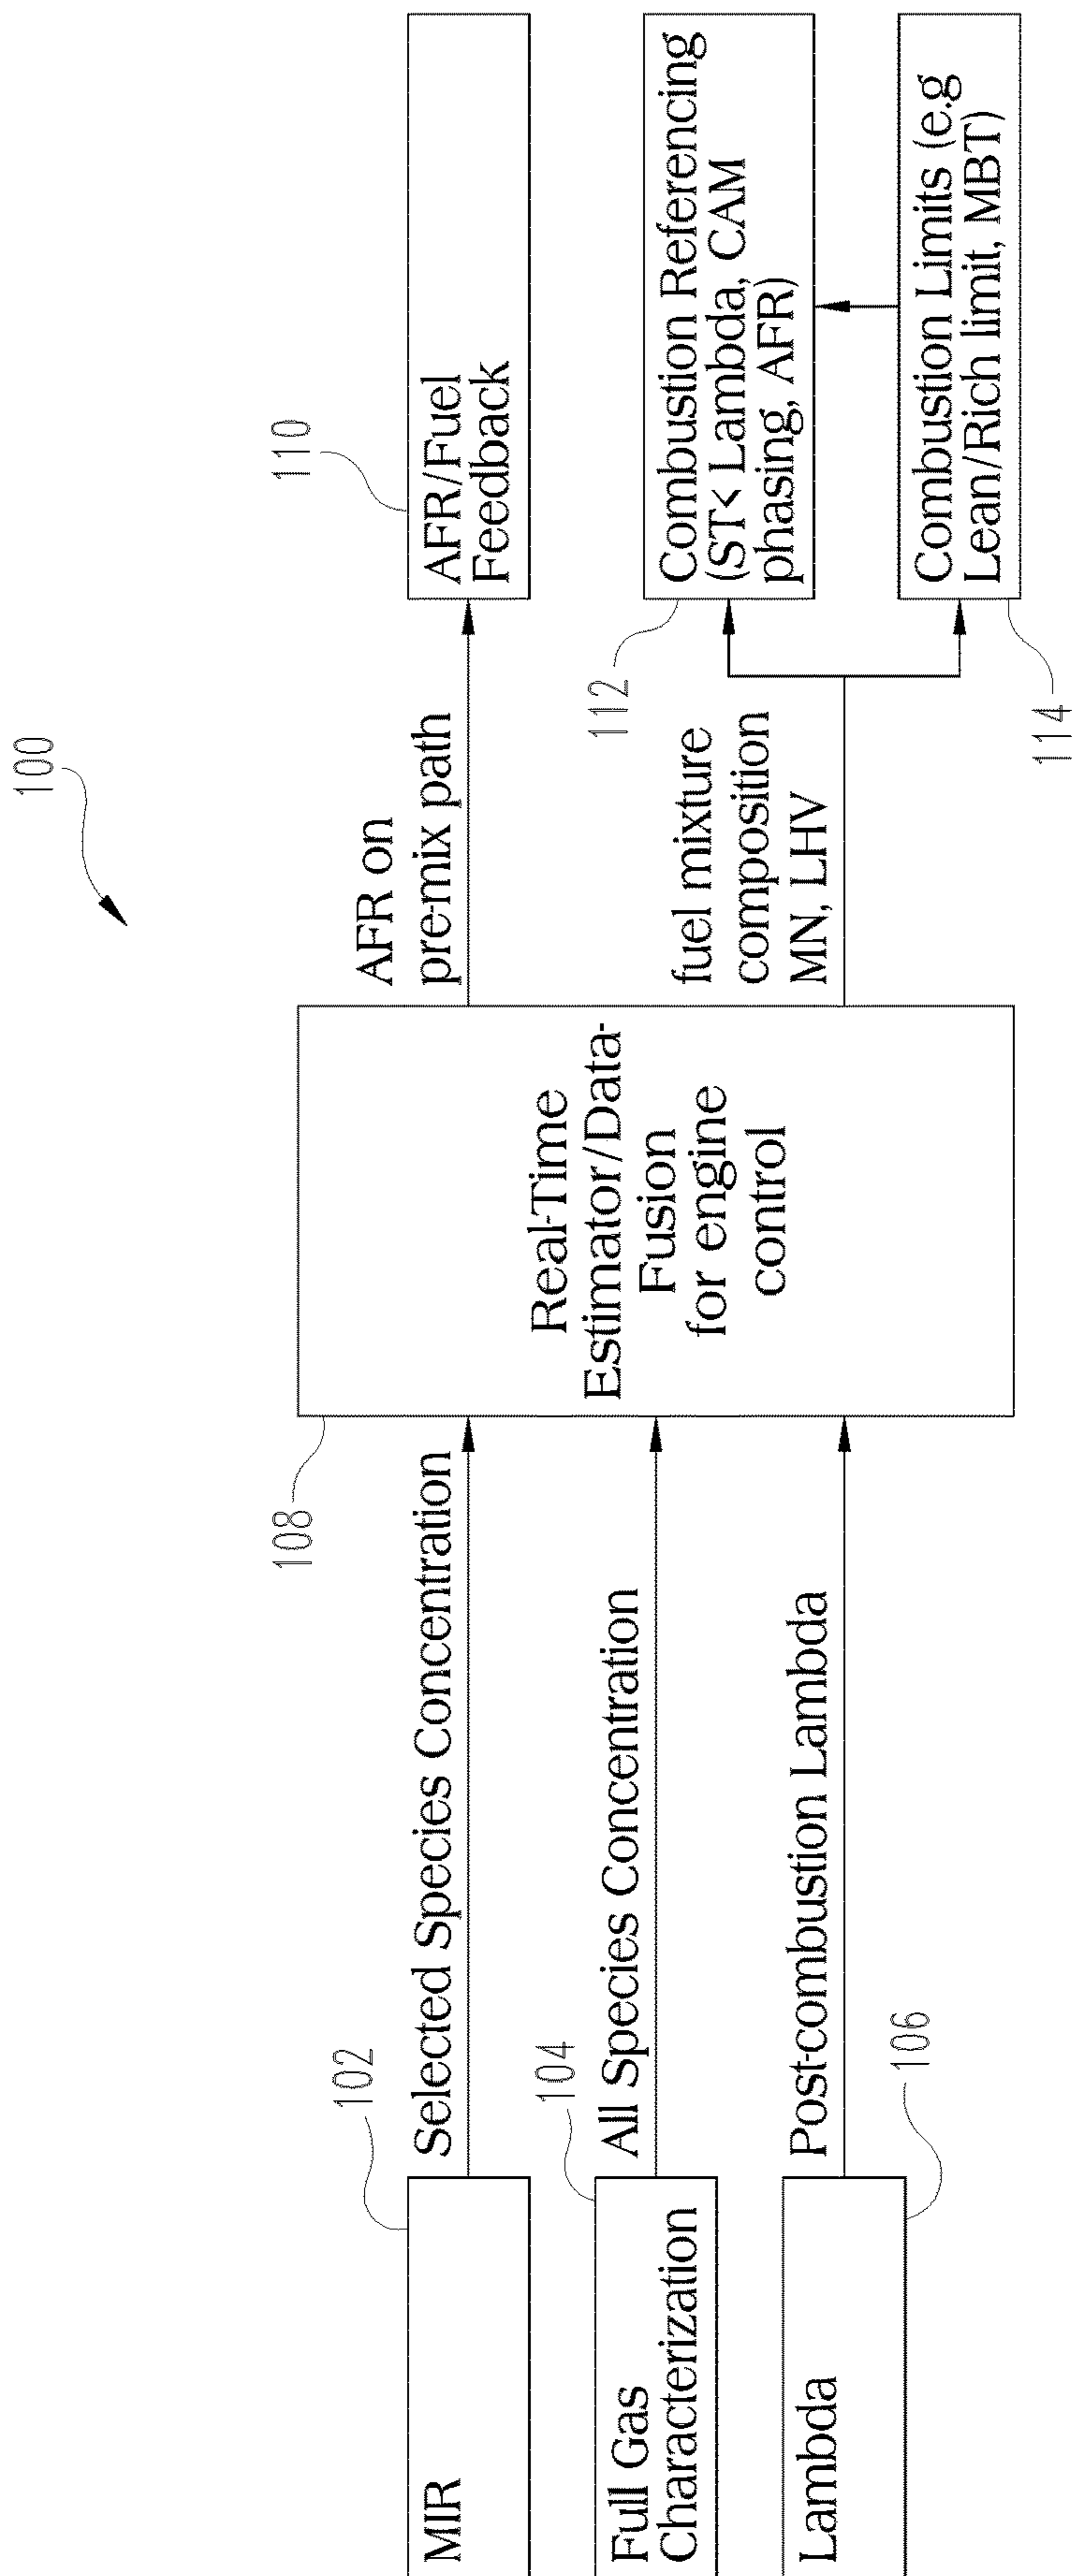 100
MIR
102
Selected Species Concentration
Full Gas
Characterization
104
All Species Concentration
Lambda
106
Post-combustion Lambda
108
Real-Time
Estimator/Data-
Fusion
for engine
control
AFR on
pre-mix path
110
AFR/Fuel
Feedback
fuel mixture
composition
MN, LHV
112
Combustion Referencing
(ST< Lambda, CAM
phasing, AFR)
114
Combustion Limits (e.g
Lean/Rich limit, MBT)